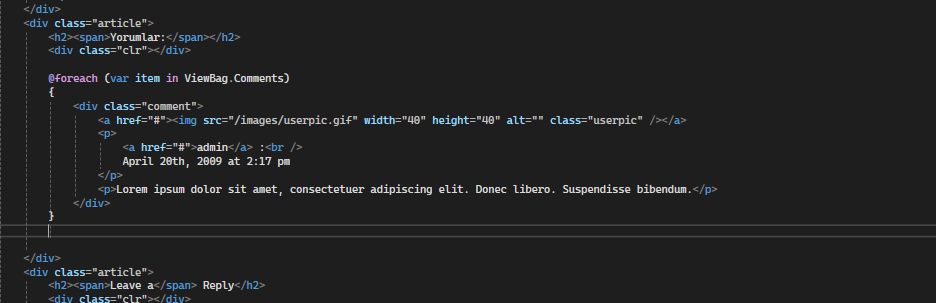 </div>
<div class="article">
<h2><span>Yorumlar:</span></h2>
<div class="clr"></div>
@foreach (var item in ViewBag.Comments)
{
<div class="comment">
<a href="#"><img src="/images/userpic.gif" width="40" height="40" alt="" class="userpic" /></a>
<p>
<a href="#">admin</a> :<br />
April 20th, 2009 at 2:17 pm
</p>
<p>Lorem ipsum dolor sit amet, consectetuer adipiscing elit. Donec libero. Suspendisse bibendum.</p>
</div>
}
</div>
<div class="article">
<h2><span>Leave a</span> Reply</h2>
<div class="clr"></div>